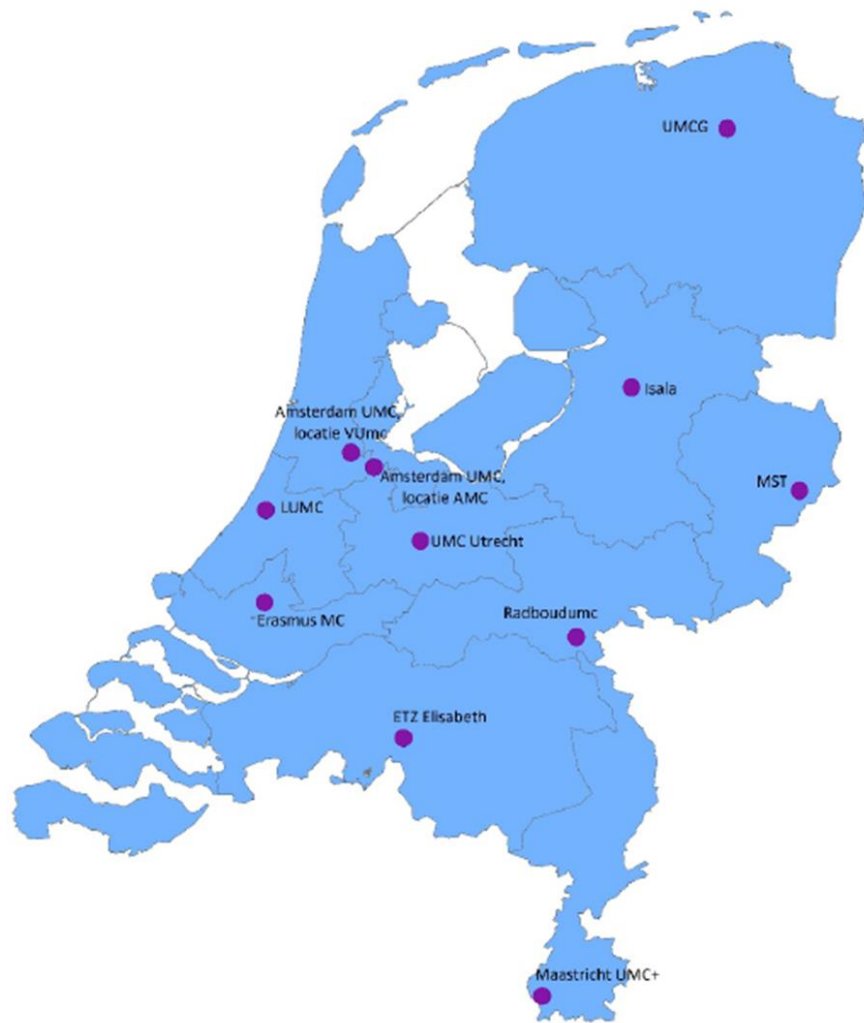 UMCG
Isala
Amsterdam UMC,
locatie VUmc
Amsterdam UMC,
locatie AMC
MST
LUMC
UMC Utrecht
Erasmus MC
Radboudumc
ETZ Elisabeth
Maastricht UMC+